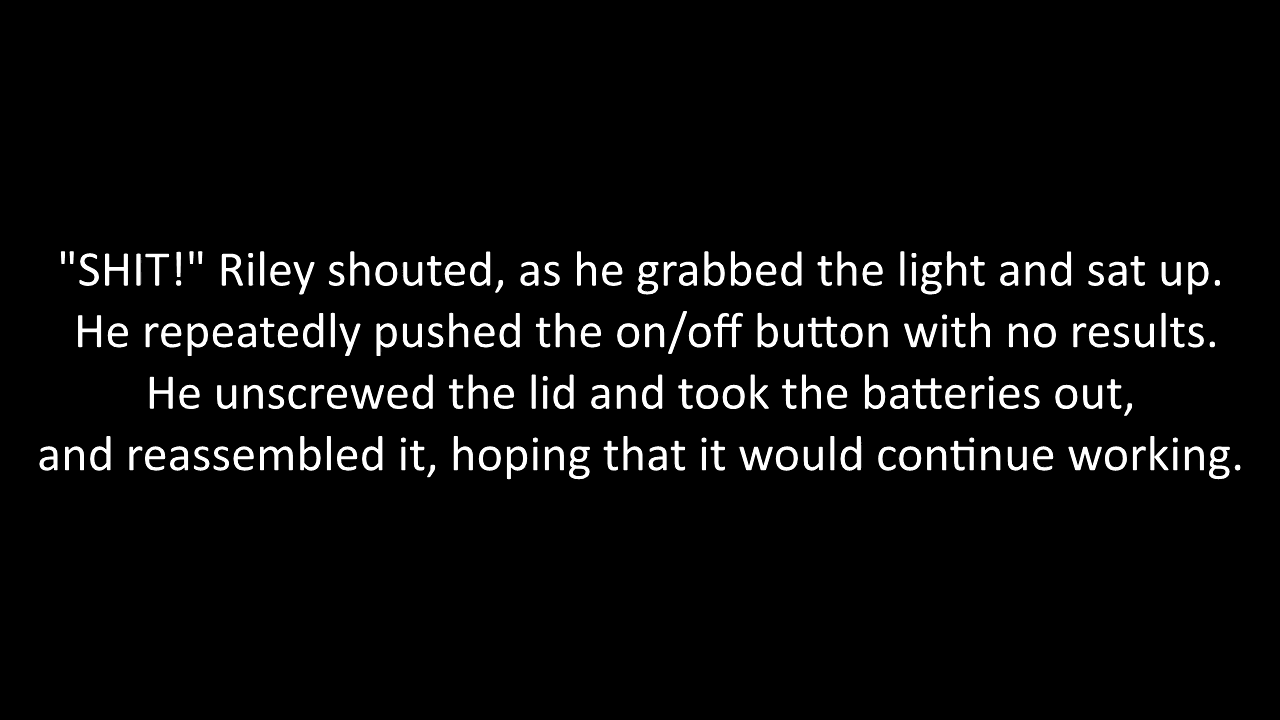 "SHIT!" Riley shouted, as he grabbed the light and sat up.
He repeatedly pushed the on/off button with no results.
He unscrewed the lid and took the batteries out,
and reassembled it, hoping that it would continue working.